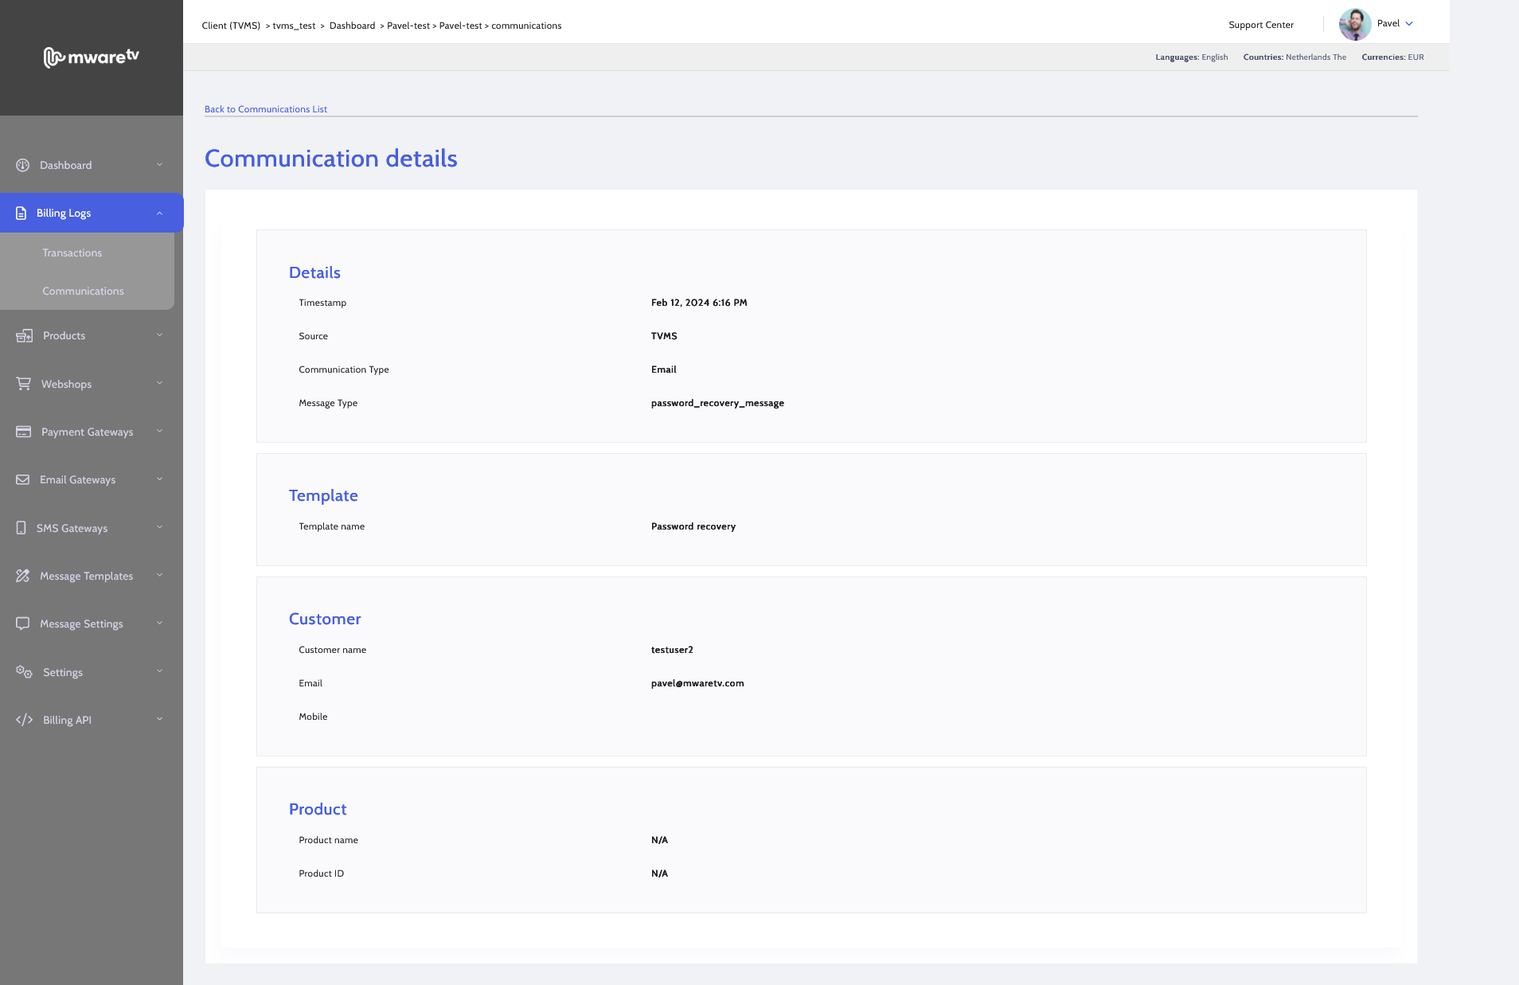 mwaretv
Client (TVMS) > tvms_test > Dashboard > Pavel-test > Pavel-test > communications
Support Center
Pavel
Languages: English Countries: Netherlands The Currencies: EUR
Dashboard
Billing Logs
Transactions
Communications
Products
Webshops
Payment Gateways
Email Gateways
SMS Gateways
Message Templates
Message Settings
Settings
Billing API
Back to Communications List
Communication details
Details
Timestamp Feb 12, 2024 6:16 PM
Source TVMS
Communication Type Email
Message Type password_recovery_message
Template
Template name Password recovery
Customer
Customer name testuser2
Email pavel@mwaretv.com
Mobile
Product
Product name N/A
Product ID N/A